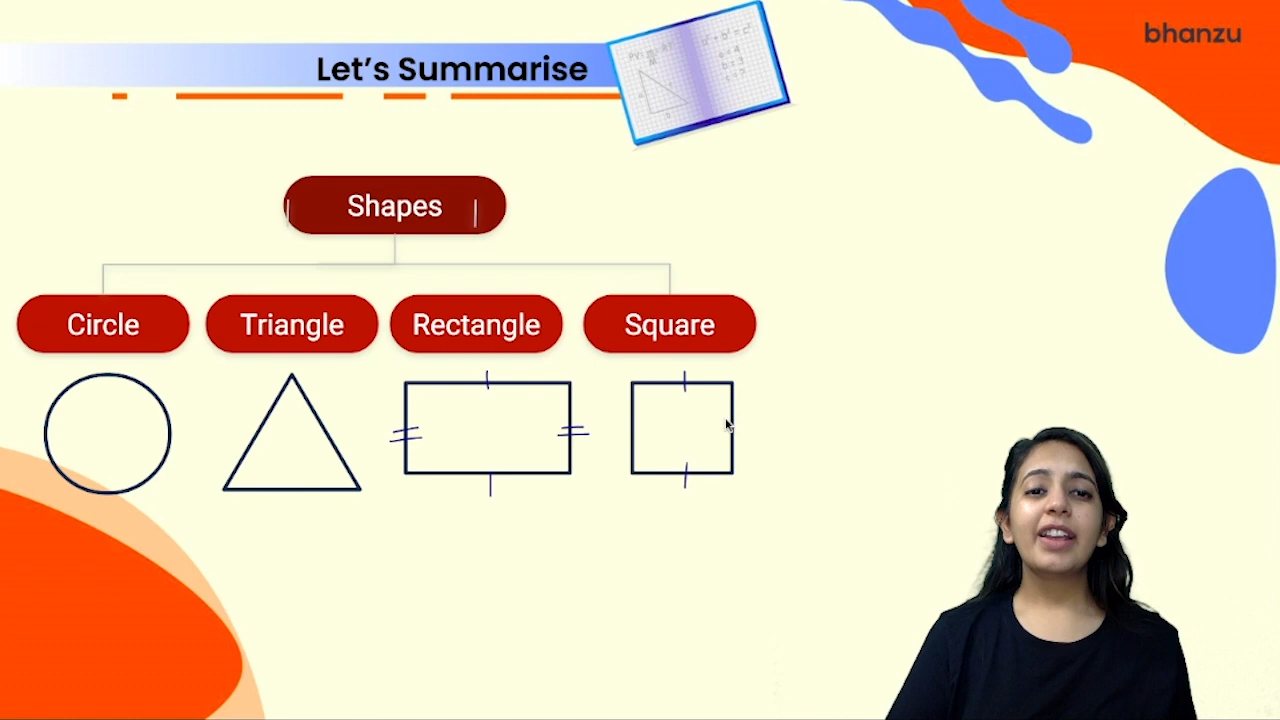 Let's Summarise
bhanzu
Shapes
Circle
Triangle
Rectangle
Square